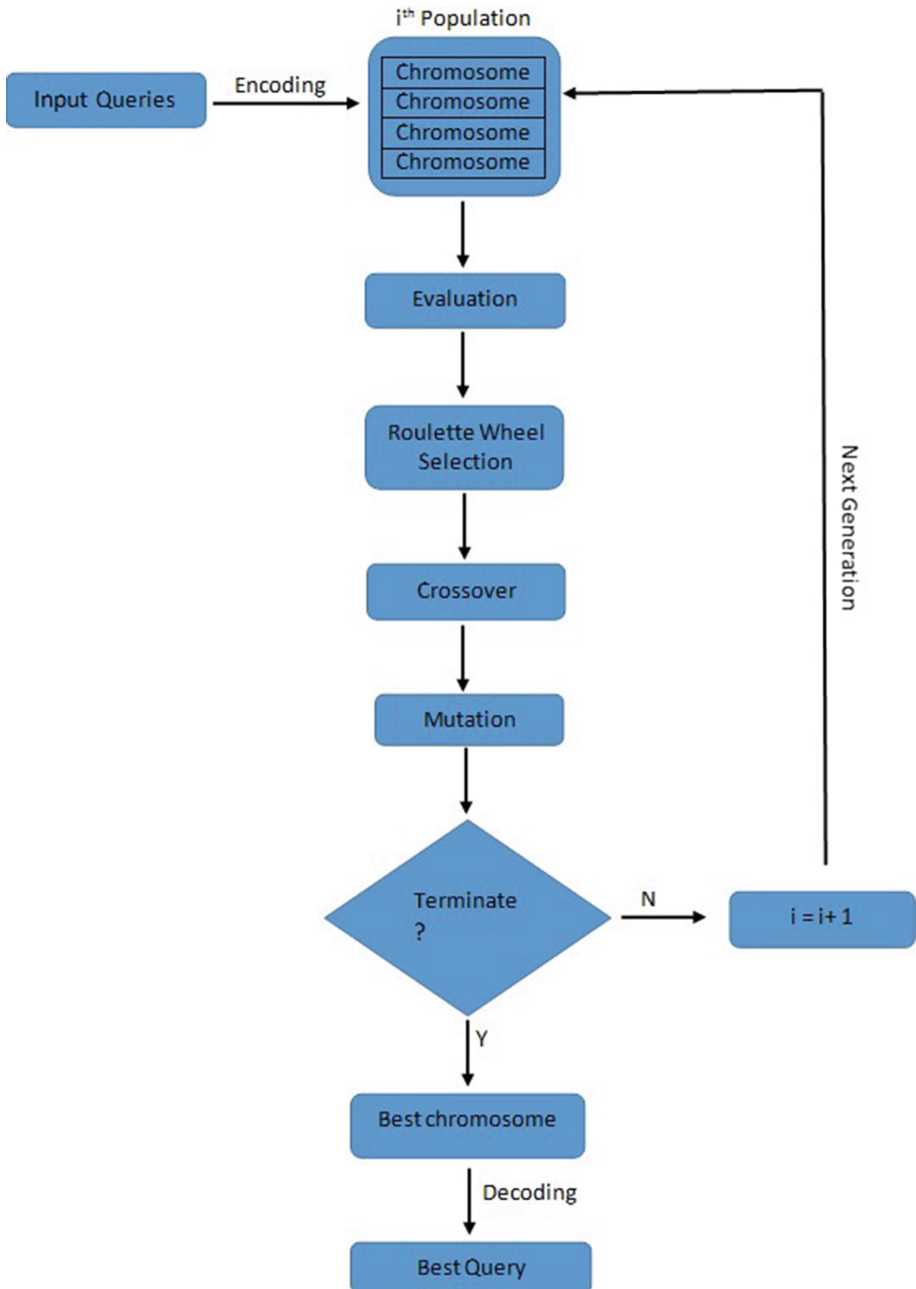 ith Population
Input Queries
Encoding
Chromosome
Chromosome
Chromosome
Chromosome
Evaluation
Roulette Wheel
Selection
Crossover
Mutation
Terminate
?
N
i = i+ 1
Next Generation
Y
Best chromosome
Decoding
Best Query